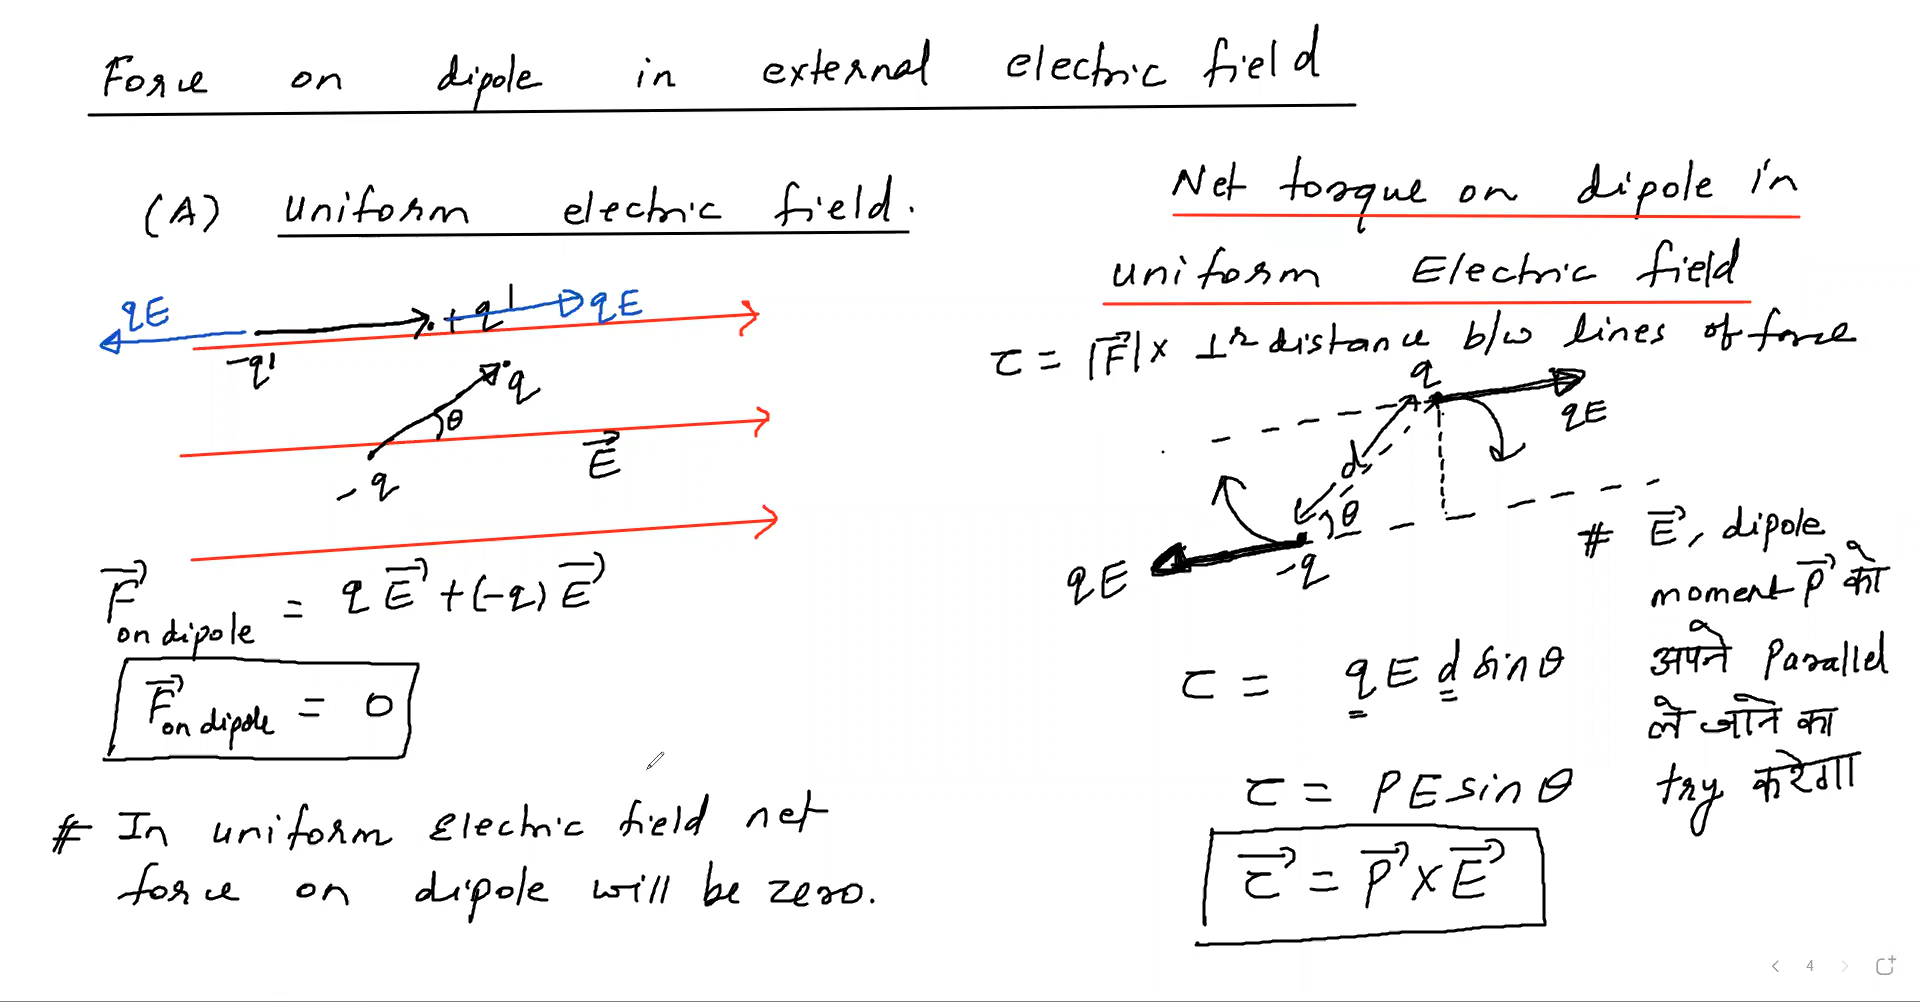 Force on dipole in external electric field
(A) Uniform electric field.
qE
-q'
+q'
qE
q
θ
-q
E⃗
F⃗ on dipole = qE⃗ + (-q)E⃗
F⃗ on dipole = 0
# In uniform Electric field net
force on dipole will be zero.
Net torque on dipole in
uniform Electric field
τ = |F⃗| × ⊥r distance b/w lines of force
q
qE
d
θ
-q
qE
τ = qE d sinθ
τ = PE sinθ
τ⃗ = P⃗ × E⃗
# E⃗, dipole
moment P⃗ को
अपने Parallel
ले जाने का
try करेगा
4